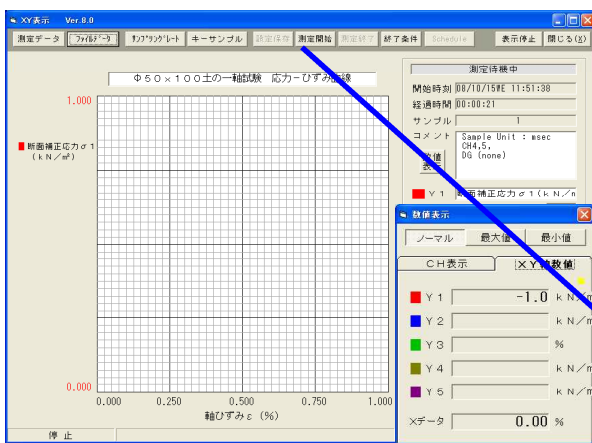 XY表示 Ver.8.0
測定データ ファイルデータ サンプリングレート キーサンプル 設定保存 測定開始 測定終了 終了条件 Schedule 表示停止 閉じる(X)
Φ50×100土の一軸試験 応力-ひずみ曲線
1.000
断面補正応力σ1
(kN/㎡)
0.000
0.000 0.250 0.500 0.750 1.000
軸ひずみε (%)
停 止
測定待機中
開始時刻 08/10/15WE 11:51:38
経過時間 00:00:21
サンプル 1
コメント Sample Unit : msec
CH4,5,
DG (none)
数値
表示
Y1 断面補正応力σ1(kN/m
数値表示
ノーマル 最大値 最小値
CH表示 XY軸数値
Y1 -1.0 kN/m
Y2 kN/m
Y3 %
Y4 kN/m
Y5 kN/m
Xデータ 0.00 %